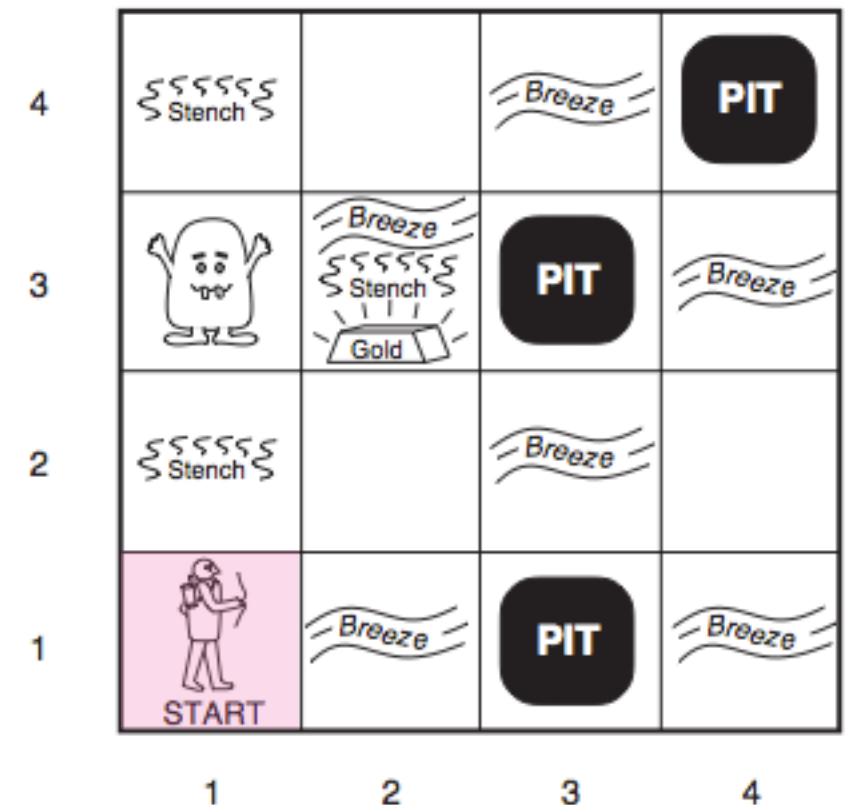 4
Stench
Breeze
PIT
3
Breeze
Stench
Gold
PIT
Breeze
2
Stench
Breeze
1
START
Breeze
PIT
Breeze
1 2 3 4